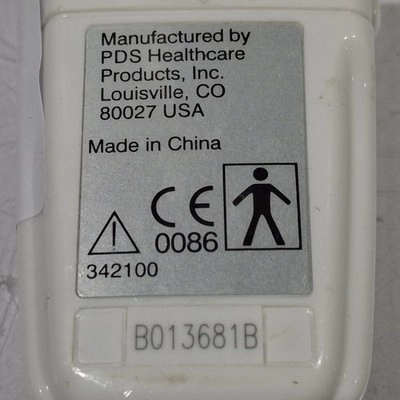 Manufactured by
PDS Healthcare
Products, Inc.
Louisville, CO
80027 USA
Made in China
CE
0086
342100
B013681B